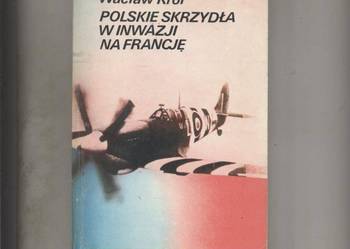 Wacław Król
POLSKIE SKRZYDŁA
W INWAZJI
NA FRANCJĘ